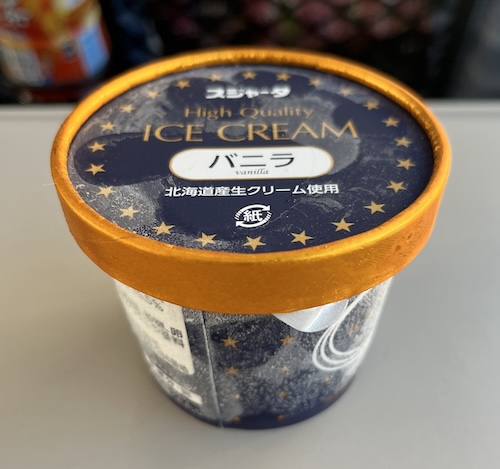 スジャータ
High Quality
ICE CREAM
バニラ
vanilla
北海道産生クリーム使用
紙